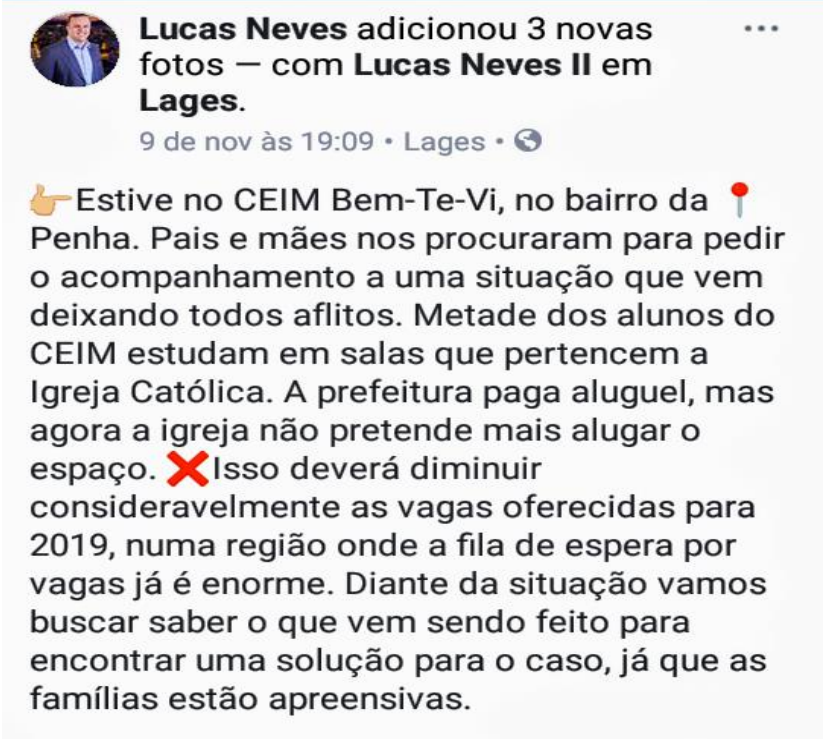 Lucas Neves adicionou 3 novas
fotos — com Lucas Neves II em
Lages.
9 de nov às 19:09 • Lages •
👉Estive no CEIM Bem-Te-Vi, no bairro da 📍
Penha. Pais e mães nos procuraram para pedir
o acompanhamento a uma situação que vem
deixando todos aflitos. Metade dos alunos do
CEIM estudam em salas que pertencem a
Igreja Católica. A prefeitura paga aluguel, mas
agora a igreja não pretende mais alugar o
espaço. ❌Isso deverá diminuir
consideravelmente as vagas oferecidas para
2019, numa região onde a fila de espera por
vagas já é enorme. Diante da situação vamos
buscar saber o que vem sendo feito para
encontrar uma solução para o caso, já que as
famílias estão apreensivas.